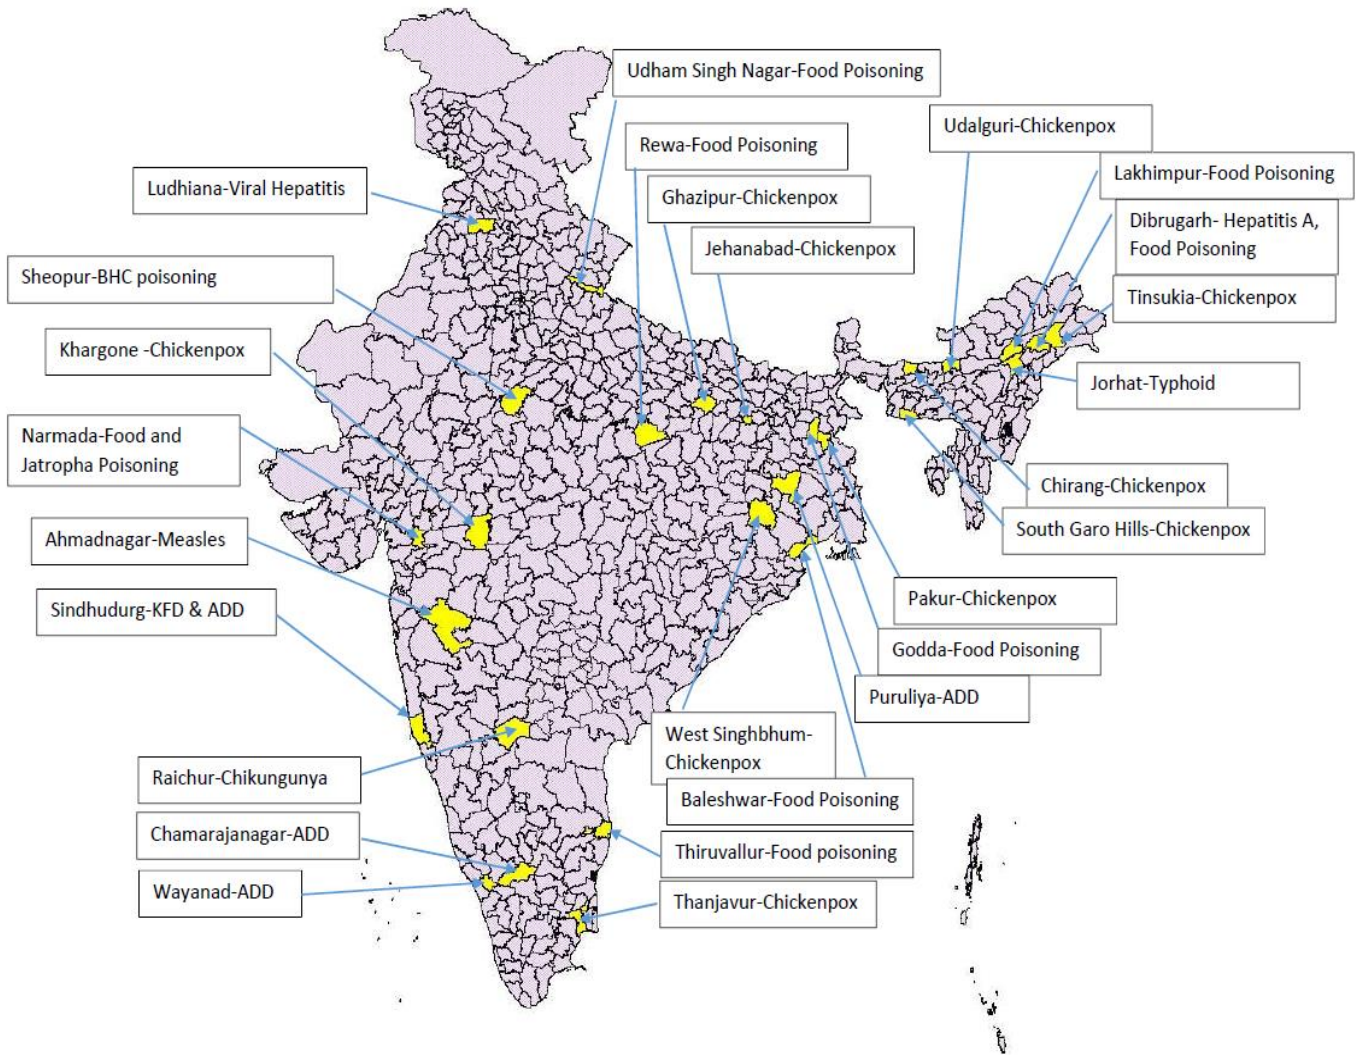 Udham Singh Nagar-Food Poisoning
Udalguri-Chickenpox
Rewa-Food Poisoning
Lakhimpur-Food Poisoning
Ludhiana-Viral Hepatitis
Ghazipur-Chickenpox
Dibrugarh- Hepatitis A,
Food Poisoning
Jehanabad-Chickenpox
Sheopur-BHC poisoning
Tinsukia-Chickenpox
Khargone -Chickenpox
Jorhat-Typhoid
Narmada-Food and
Jatropha Poisoning
Chirang-Chickenpox
South Garo Hills-Chickenpox
Ahmadnagar-Measles
Pakur-Chickenpox
Sindhudurg-KFD & ADD
Godda-Food Poisoning
Puruliya-ADD
West Singhbhum-
Chickenpox
Raichur-Chikungunya
Baleshwar-Food Poisoning
Chamarajanagar-ADD
Thiruvallur-Food poisoning
Wayanad-ADD
Thanjavur-Chickenpox